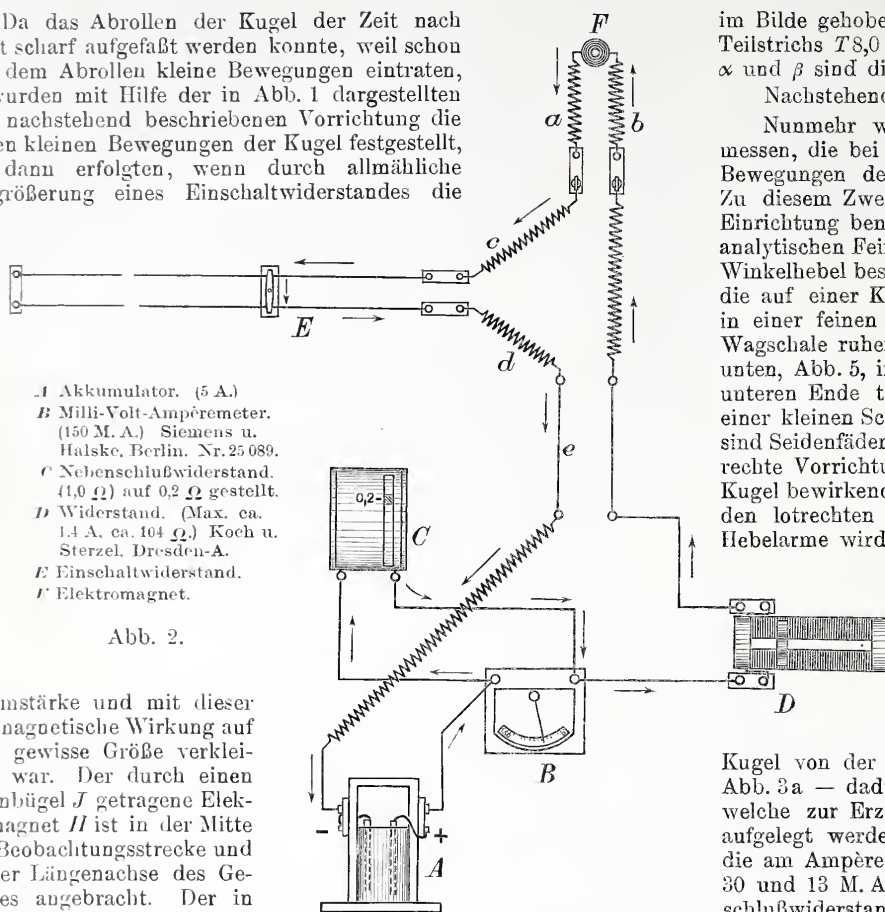 Da das Abrollen der Kugel der Zeit nach
t scharf aufgefaßt werden konnte, weil schon
dem Abrollen kleine Bewegungen eintraten,
wurden mit Hilfe der in Abb. 1 dargestellten
nachstehend beschriebenen Vorrichtung die
en kleinen Bewegungen der Kugel festgestellt,
dann erfolgten, wenn durch allmähliche
größerung eines Einschaltwiderstandes die
F
a
b
c
E
d
e
A Akkumulator. (5 A.)
B Milli-Volt-Ampèremeter.
(150 M. A.) Siemens u.
Halske, Berlin. Nr. 25 089.
C Nebenschlußwiderstand.
(1,0 Ω) auf 0,2 Ω gestellt.
D Widerstand. (Max. ca.
1.4 A, ca. 104 Ω.) Koch u.
Sterzel, Dresden-A.
E Einschaltwiderstand.
F Elektromagnet.
Abb. 2.
0,2
C
B
D
- +
A
mstärke und mit dieser
magnetische Wirkung auf
gewisse Größe verklei-
war. Der durch einen
nbügel J getragene Elek-
magnet H ist in der Mitte
Beobachtungsstrecke und
er Längenachse des Ge-
es angebracht. Der in
im Bilde gehobe
Teilstrichs T 8,0
α und β sind di
Nachstehend
Nunmehr w
messen, die bei
Bewegungen de
Zu diesem Zwe
Einrichtung ben
analytischen Fei
Winkelhebel bes
die auf einer K
in einer feinen
Wagschale ruhe
unten, Abb. 5, i
unteren Ende t
einer kleinen Sc
sind Seidenfäder
rechte Vorrichtu
Kugel bewirkend
den lotrechten
Hebelarme wird
Kugel von der
Abb. 3a — dad
welche zur Erz
aufgelegt werde
die am Ampère
30 und 13 M. A
schlußwiderstan